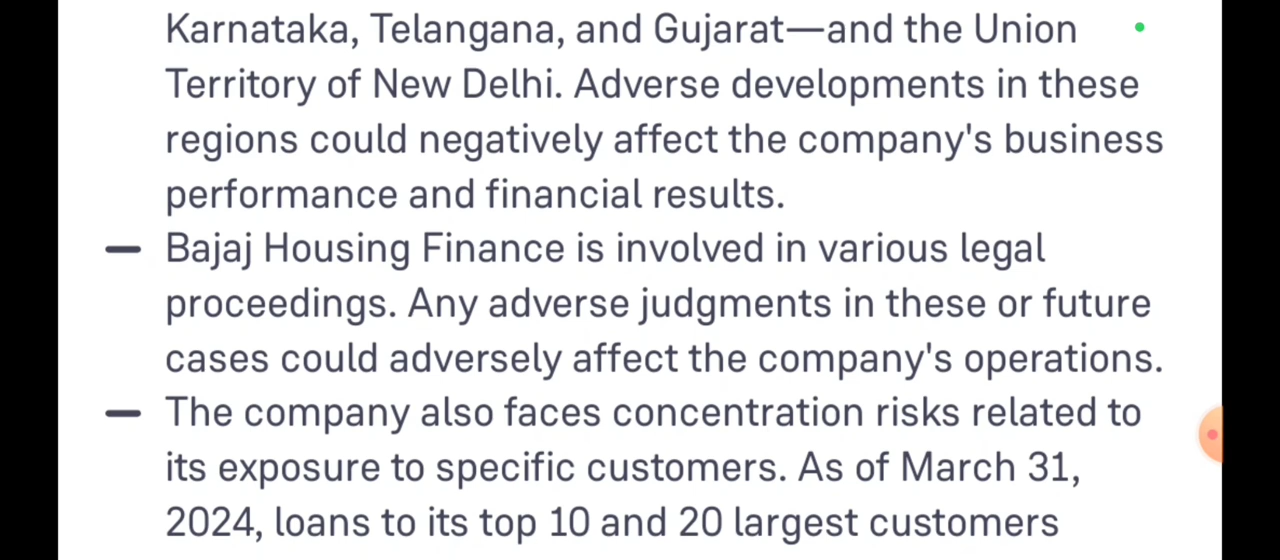 Karnataka, Telangana, and Gujarat—and the Union
Territory of New Delhi. Adverse developments in these
regions could negatively affect the company's business
performance and financial results.
— Bajaj Housing Finance is involved in various legal
proceedings. Any adverse judgments in these or future
cases could adversely affect the company's operations.
— The company also faces concentration risks related to
its exposure to specific customers. As of March 31,
2024, loans to its top 10 and 20 largest customers